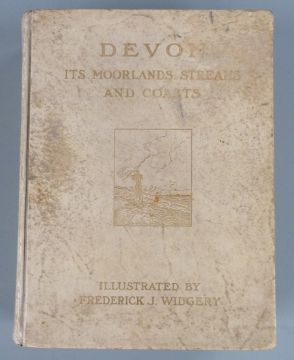 DEVON
ITS MOORLANDS STREAMS
AND COASTS
ILLUSTRATED BY
FREDERICK J. WIDGERY